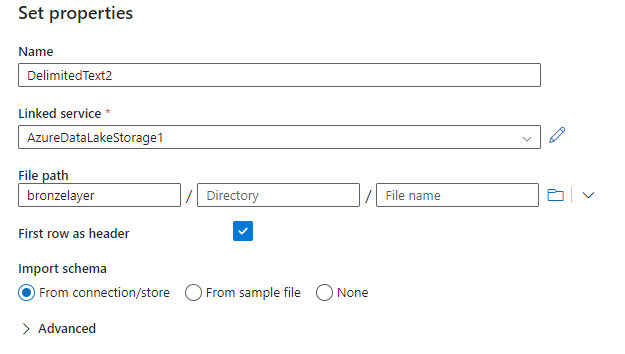 Set properties
Name
DelimitedText2
Linked service *
AzureDataLakeStorage1
File path
bronzelayer / Directory / File name
First row as header
Import schema
From connection/store From sample file None
Advanced